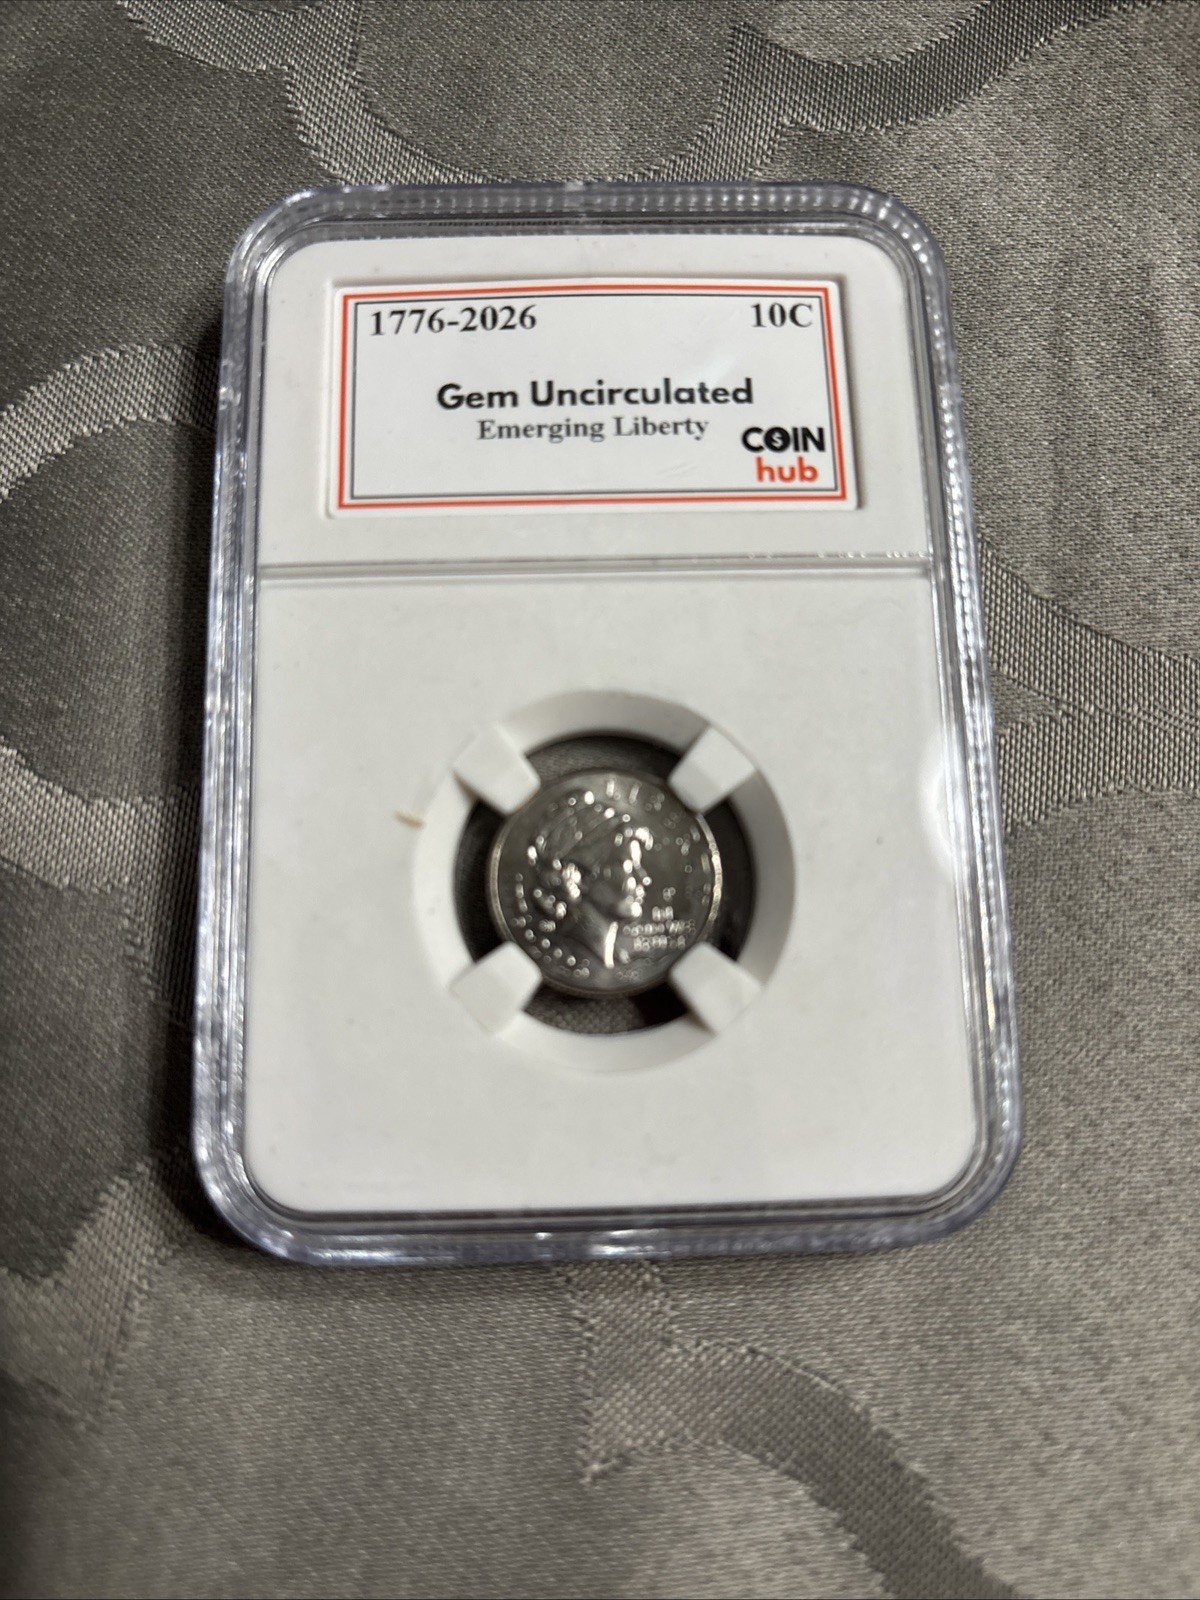 1776-2026 10C
Gem Uncirculated
Emerging Liberty
COIN
hub